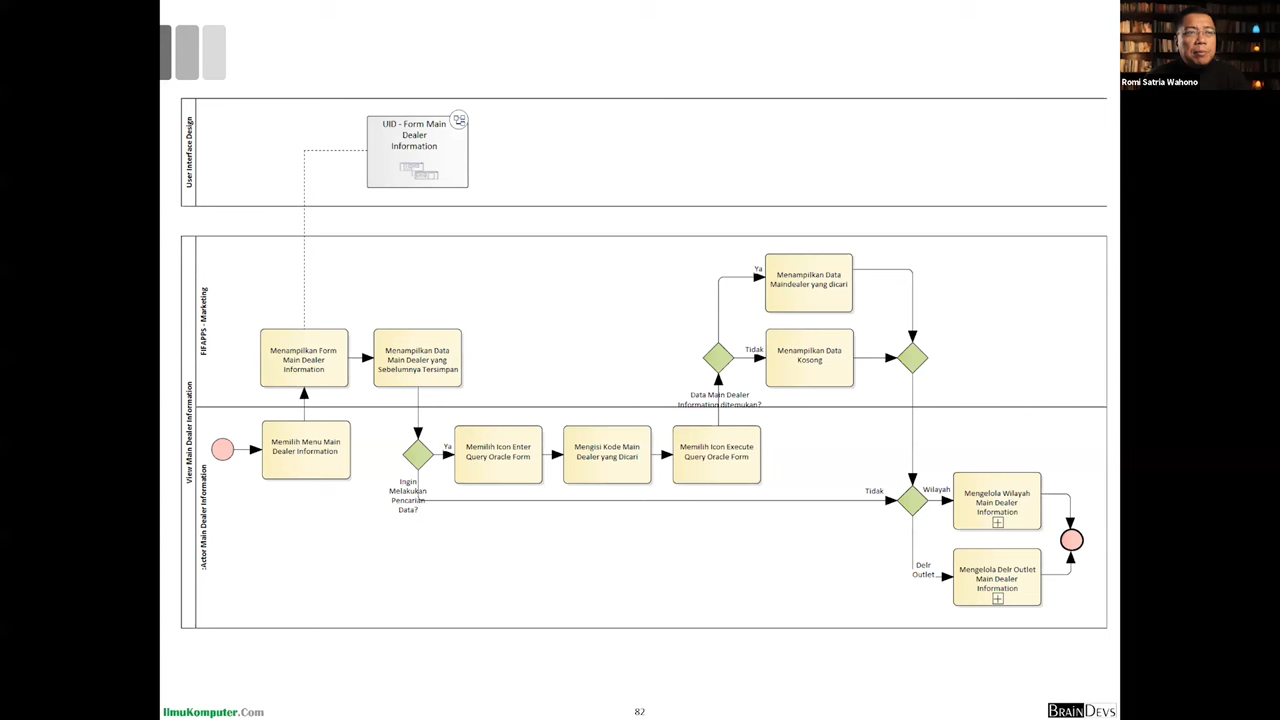 Romi Satria Wahono
User Interface Design
UID - Form Main
Dealer
Information
View Main Dealer Information
FIFAPPS - Marketing
Menampilkan Form
Main Dealer
Information
Menampilkan Data
Main Dealer yang
Sebelumnya Tersimpan
Ya
Menampilkan Data
Maindealer yang dicari
Tidak
Menampilkan Data
Kosong
Data Main Dealer
Information ditemukan?
:Actor Main Dealer Information
Memilih Menu Main
Dealer Information
Ingin
Melakukan
Pencarian
Data?
Ya
Memilih Icon Enter
Query Oracle Form
Mengisi Kode Main
Dealer yang Dicari
Memilih Icon Execute
Query Oracle Form
Tidak
Wilayah
Mengelola Wilayah
Main Dealer
Information
Delr
Outlet
Mengelola Delr Outlet
Main Dealer
Information
IlmuKomputer.Com
82
BRAINDEVS